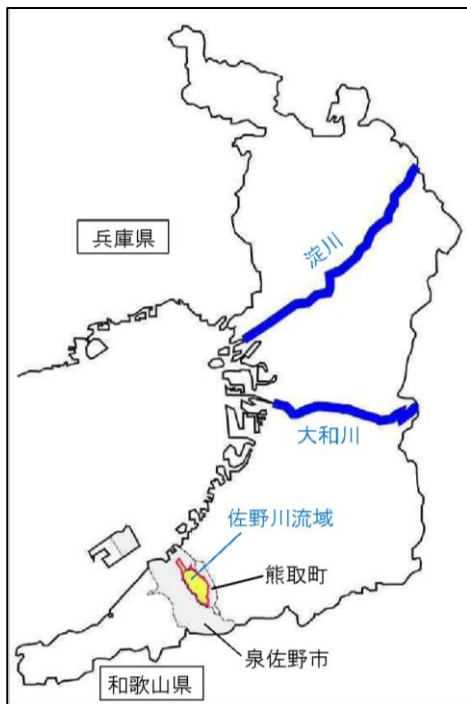 兵庫県
淀川
大和川
佐野川流域
熊取町
泉佐野市
和歌山県